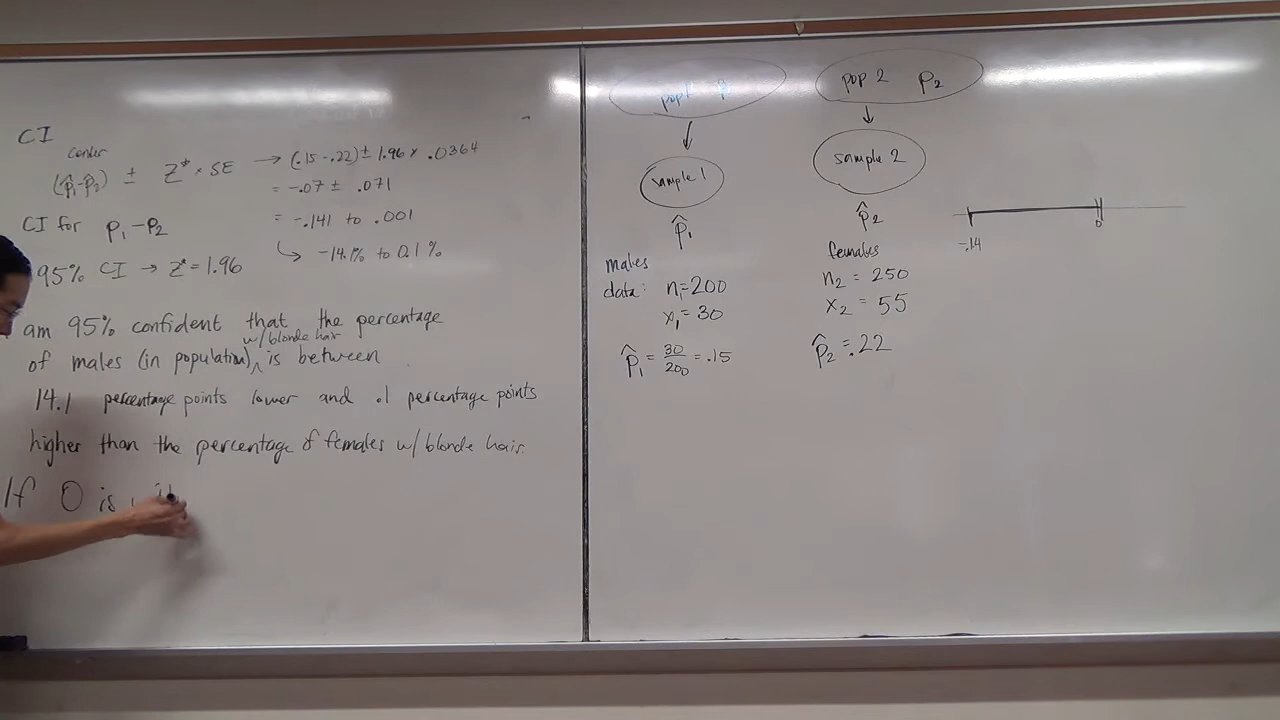 CI
Center
(p̂₁-p̂₂) ± Z* × SE → (.15-.22) ± 1.96 × .0364
= -.07 ± .071
= -.141 to .001
↳ -14.1% to 0.1%
CI for p₁-p₂
95% CI → Z* = 1.96
am 95% confident that the percentage
w/ blonde hair
of males (in population)^ is between
14.1 percentage points lower and .1 percentage points
higher than the percentage of females w/ blonde hair.
If 0 is
pop1 p
sample 1
p̂₁
males
data: n₁=200
x₁=30
p̂₁ = 30/200 = .15
pop 2 p₂
sample 2
p̂₂
females
n₂ = 250
x₂ = 55
p̂₂ = .22
-.14 0